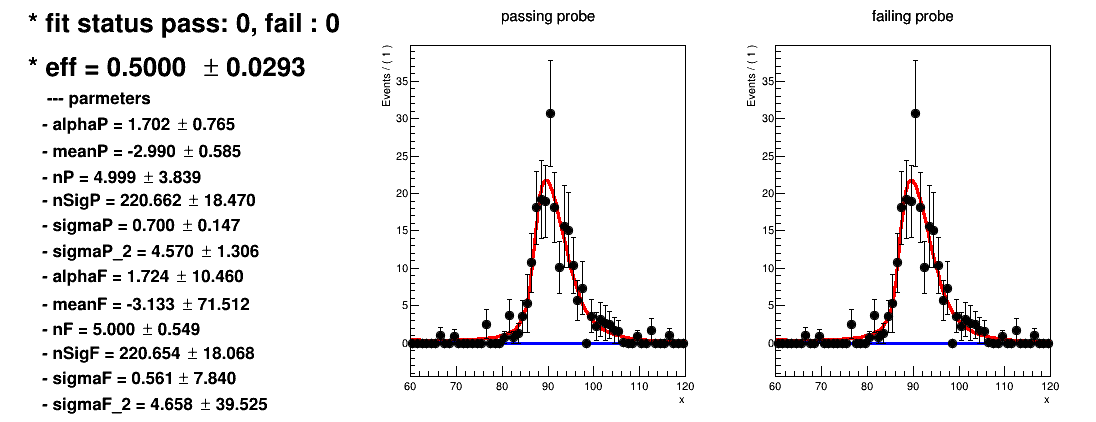 * fit status pass: 0, fail : 0
* eff = 0.5000 ± 0.0293
--- parmeters
- alphaP = 1.702 ± 0.765
- meanP = -2.990 ± 0.585
- nP = 4.999 ± 3.839
- nSigP = 220.662 ± 18.470
- sigmaP = 0.700 ± 0.147
- sigmaP_2 = 4.570 ± 1.306
- alphaF = 1.724 ± 10.460
- meanF = -3.133 ± 71.512
- nF = 5.000 ± 0.549
- nSigF = 220.654 ± 18.068
- sigmaF = 0.561 ± 7.840
- sigmaF_2 = 4.658 ± 39.525
passing probe
Events / ( 1 )
35
30
25
20
15
10
5
0
60 70 80 90 100 110 120
x
failing probe
Events / ( 1 )
35
30
25
20
15
10
5
0
60 70 80 90 100 110 120
x